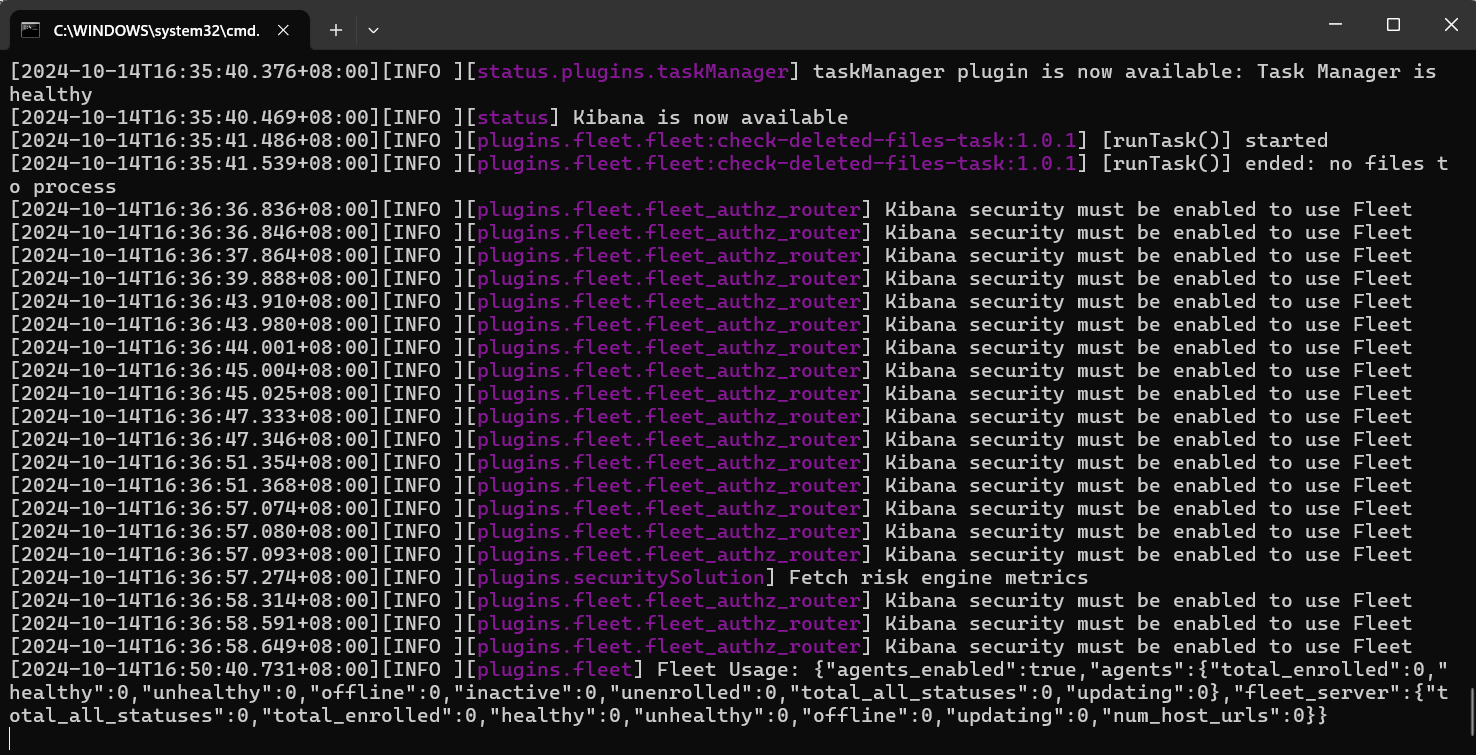 C:\WINDOWS\system32\cmd.
[2024-10-14T16:35:40.376+08:00][INFO ][status.plugins.taskManager] taskManager plugin is now available: Task Manager is
healthy
[2024-10-14T16:35:40.469+08:00][INFO ][status] Kibana is now available
[2024-10-14T16:35:41.486+08:00][INFO ][plugins.fleet.fleet:check-deleted-files-task:1.0.1] [runTask()] started
[2024-10-14T16:35:41.539+08:00][INFO ][plugins.fleet.fleet:check-deleted-files-task:1.0.1] [runTask()] ended: no files t
o process
[2024-10-14T16:36:36.836+08:00][INFO ][plugins.fleet.fleet_authz_router] Kibana security must be enabled to use Fleet
[2024-10-14T16:36:36.846+08:00][INFO ][plugins.fleet.fleet_authz_router] Kibana security must be enabled to use Fleet
[2024-10-14T16:36:37.864+08:00][INFO ][plugins.fleet.fleet_authz_router] Kibana security must be enabled to use Fleet
[2024-10-14T16:36:39.888+08:00][INFO ][plugins.fleet.fleet_authz_router] Kibana security must be enabled to use Fleet
[2024-10-14T16:36:43.910+08:00][INFO ][plugins.fleet.fleet_authz_router] Kibana security must be enabled to use Fleet
[2024-10-14T16:36:43.980+08:00][INFO ][plugins.fleet.fleet_authz_router] Kibana security must be enabled to use Fleet
[2024-10-14T16:36:44.001+08:00][INFO ][plugins.fleet.fleet_authz_router] Kibana security must be enabled to use Fleet
[2024-10-14T16:36:45.004+08:00][INFO ][plugins.fleet.fleet_authz_router] Kibana security must be enabled to use Fleet
[2024-10-14T16:36:45.025+08:00][INFO ][plugins.fleet.fleet_authz_router] Kibana security must be enabled to use Fleet
[2024-10-14T16:36:47.333+08:00][INFO ][plugins.fleet.fleet_authz_router] Kibana security must be enabled to use Fleet
[2024-10-14T16:36:47.346+08:00][INFO ][plugins.fleet.fleet_authz_router] Kibana security must be enabled to use Fleet
[2024-10-14T16:36:51.354+08:00][INFO ][plugins.fleet.fleet_authz_router] Kibana security must be enabled to use Fleet
[2024-10-14T16:36:51.368+08:00][INFO ][plugins.fleet.fleet_authz_router] Kibana security must be enabled to use Fleet
[2024-10-14T16:36:57.074+08:00][INFO ][plugins.fleet.fleet_authz_router] Kibana security must be enabled to use Fleet
[2024-10-14T16:36:57.080+08:00][INFO ][plugins.fleet.fleet_authz_router] Kibana security must be enabled to use Fleet
[2024-10-14T16:36:57.093+08:00][INFO ][plugins.fleet.fleet_authz_router] Kibana security must be enabled to use Fleet
[2024-10-14T16:36:57.274+08:00][INFO ][plugins.securitySolution] Fetch risk engine metrics
[2024-10-14T16:36:58.314+08:00][INFO ][plugins.fleet.fleet_authz_router] Kibana security must be enabled to use Fleet
[2024-10-14T16:36:58.591+08:00][INFO ][plugins.fleet.fleet_authz_router] Kibana security must be enabled to use Fleet
[2024-10-14T16:36:58.649+08:00][INFO ][plugins.fleet.fleet_authz_router] Kibana security must be enabled to use Fleet
[2024-10-14T16:50:40.731+08:00][INFO ][plugins.fleet] Fleet Usage: {"agents_enabled":true,"agents":{"total_enrolled":0,"
healthy":0,"unhealthy":0,"offline":0,"inactive":0,"unenrolled":0,"total_all_statuses":0,"updating":0},"fleet_server":{"t
otal_all_statuses":0,"total_enrolled":0,"healthy":0,"unhealthy":0,"offline":0,"updating":0,"num_host_urls":0}}